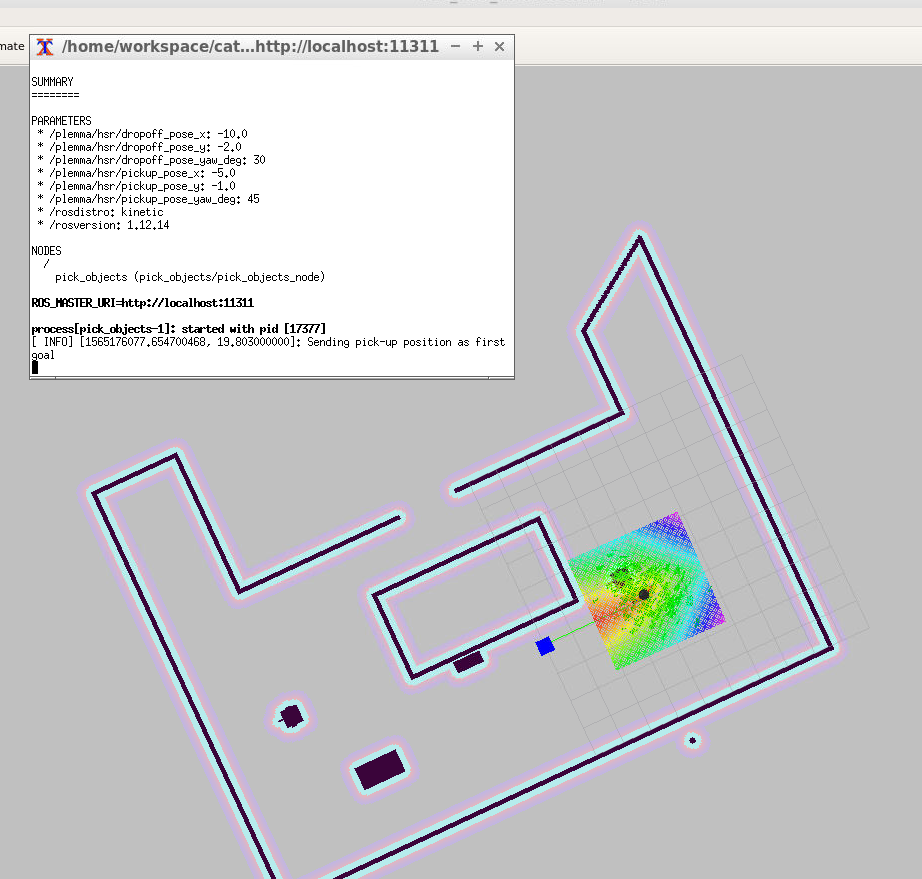 mate
/home/workspace/cat...http://localhost:11311
SUMMARY
========
PARAMETERS
* /plemma/hsr/dropoff_pose_x: -10.0
* /plemma/hsr/dropoff_pose_y: -2.0
* /plemma/hsr/dropoff_pose_yaw_deg: 30
* /plemma/hsr/pickup_pose_x: -5.0
* /plemma/hsr/pickup_pose_y: -1.0
* /plemma/hsr/pickup_pose_yaw_deg: 45
* /rosdistro: kinetic
* /rosversion: 1.12.14
NODES
/
pick_objects (pick_objects/pick_objects_node)
ROS_MASTER_URI=http://localhost:11311
process[pick_objects-1]: started with pid [17377]
[ INFO] [1565176077.654700468, 19.803000000]: Sending pick-up position as first
goal